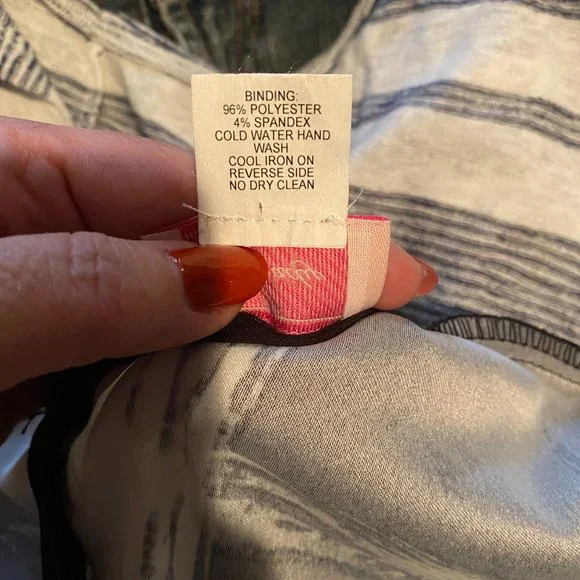 BINDING:
96% POLYESTER
4% SPANDEX
COLD WATER HAND
WASH
COOL IRON ON
REVERSE SIDE
NO DRY CLEAN